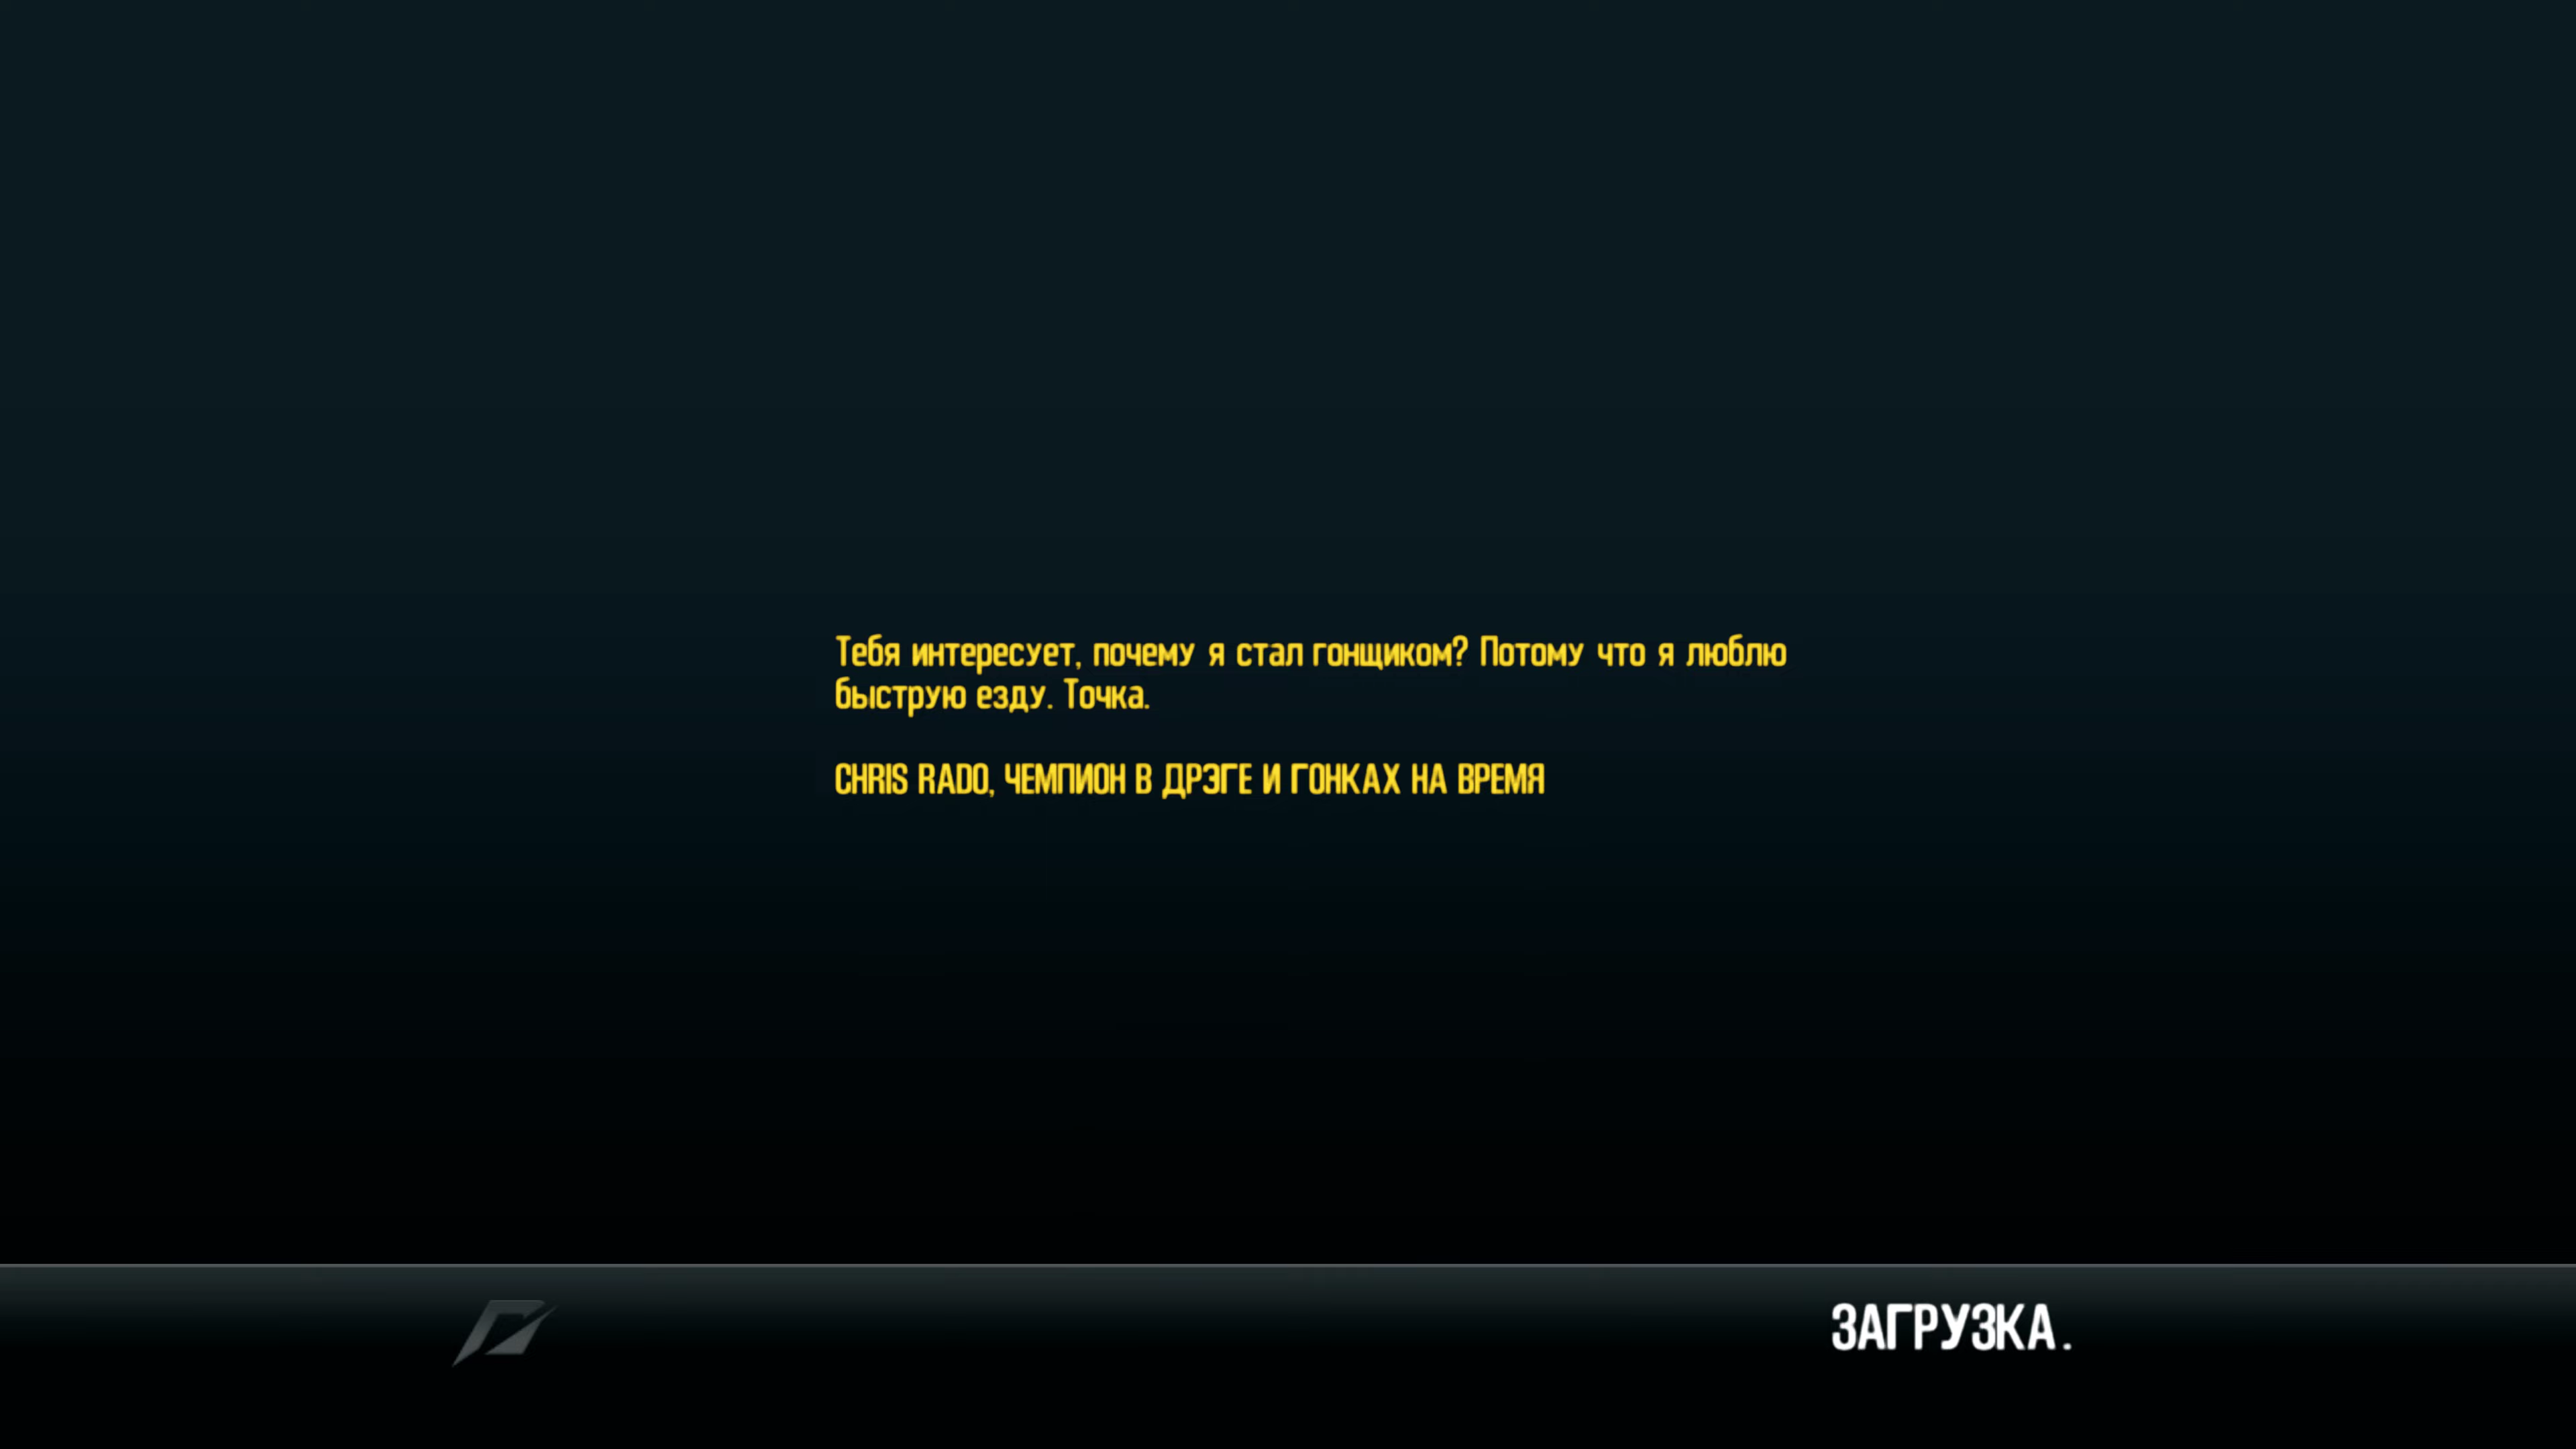 Тебя интересует, почему я стал гонщиком? Потому что я люблю
быструю езду. Точка.
CHRIS RADO, ЧЕМПИОН В ДРЭГЕ И ГОНКАХ НА ВРЕМЯ
ЗАГРУЗКА.